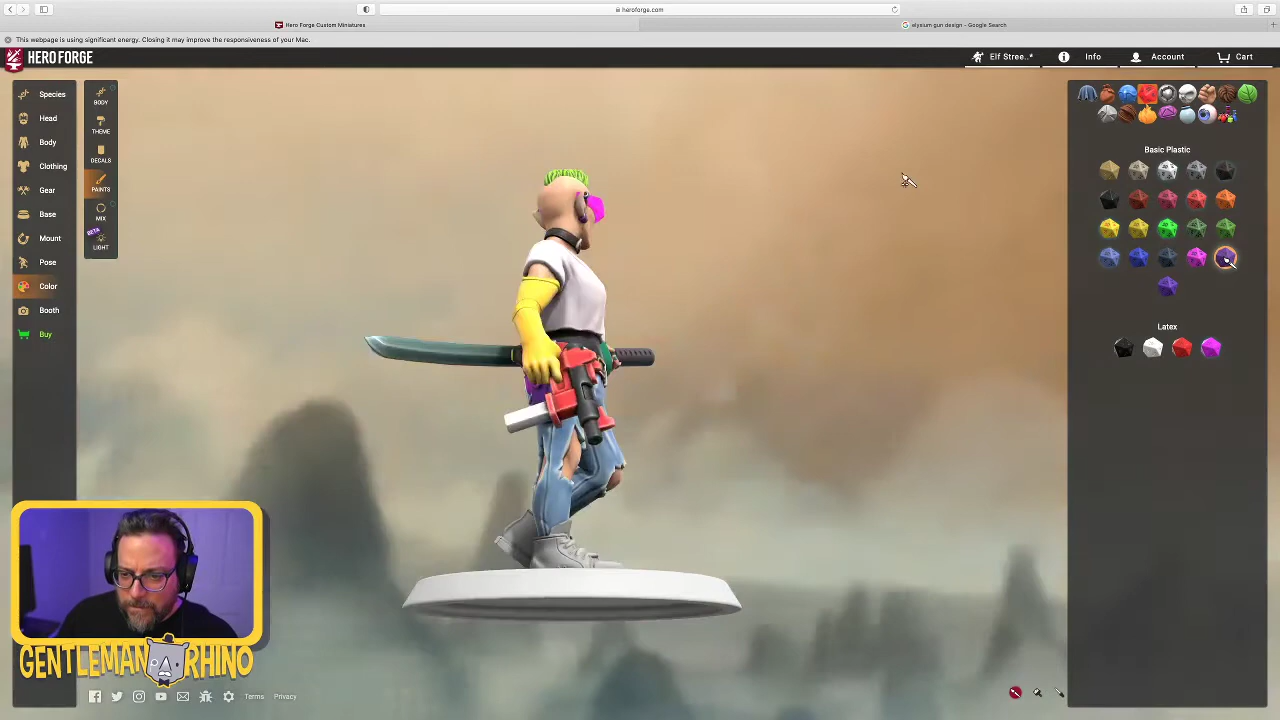 heroforge.com
Hero Forge Custom Miniatures
elysium gun design - Google Search
This webpage is using significant energy. Closing it may improve the responsiveness of your Mac.
HERO FORGE
Elf Stree..*
Info
Account
Cart
Species
Head
Body
Clothing
Gear
Base
Mount
Pose
Color
Booth
Buy
BODY
THEME
DECALS
PAINTS
MIX
BETA
LIGHT
Basic Plastic
Latex
GENTLEMAN RHINO
Terms
Privacy